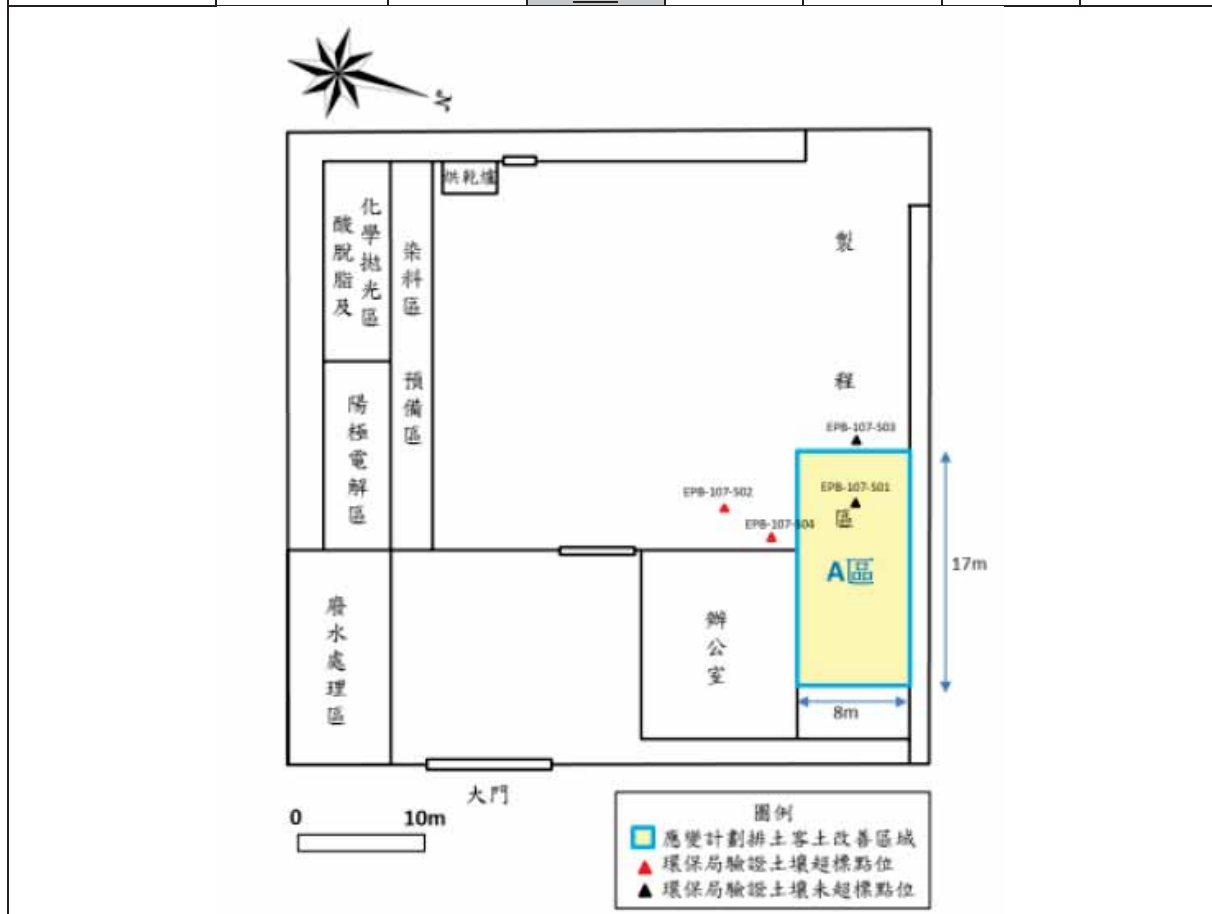 N
烘乾爐
酸脫脂及
化學拋光區
染料區
預備區
製
程
區
陽極電解區
EPB-107-S03
EPB-107-S01
EPB-107-S02
EPB-107-S04
A區
17m
8m
辦公室
廢水處理區
大門
0 10m
圖例
應變計劃排土客土改善區域
環保局驗證土壤超標點位
環保局驗證土壤未超標點位